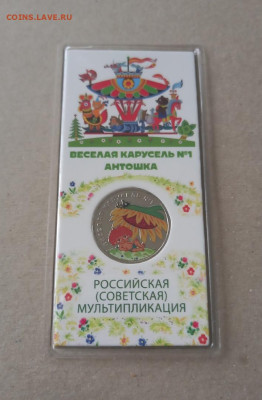 COINS.LAVE.RU
ВЕСЕЛАЯ КАРУСЕЛЬ №1
АНТОШКА
РОССИЙСКАЯ
(СОВЕТСКАЯ)
МУЛЬТИПЛИКАЦИЯ